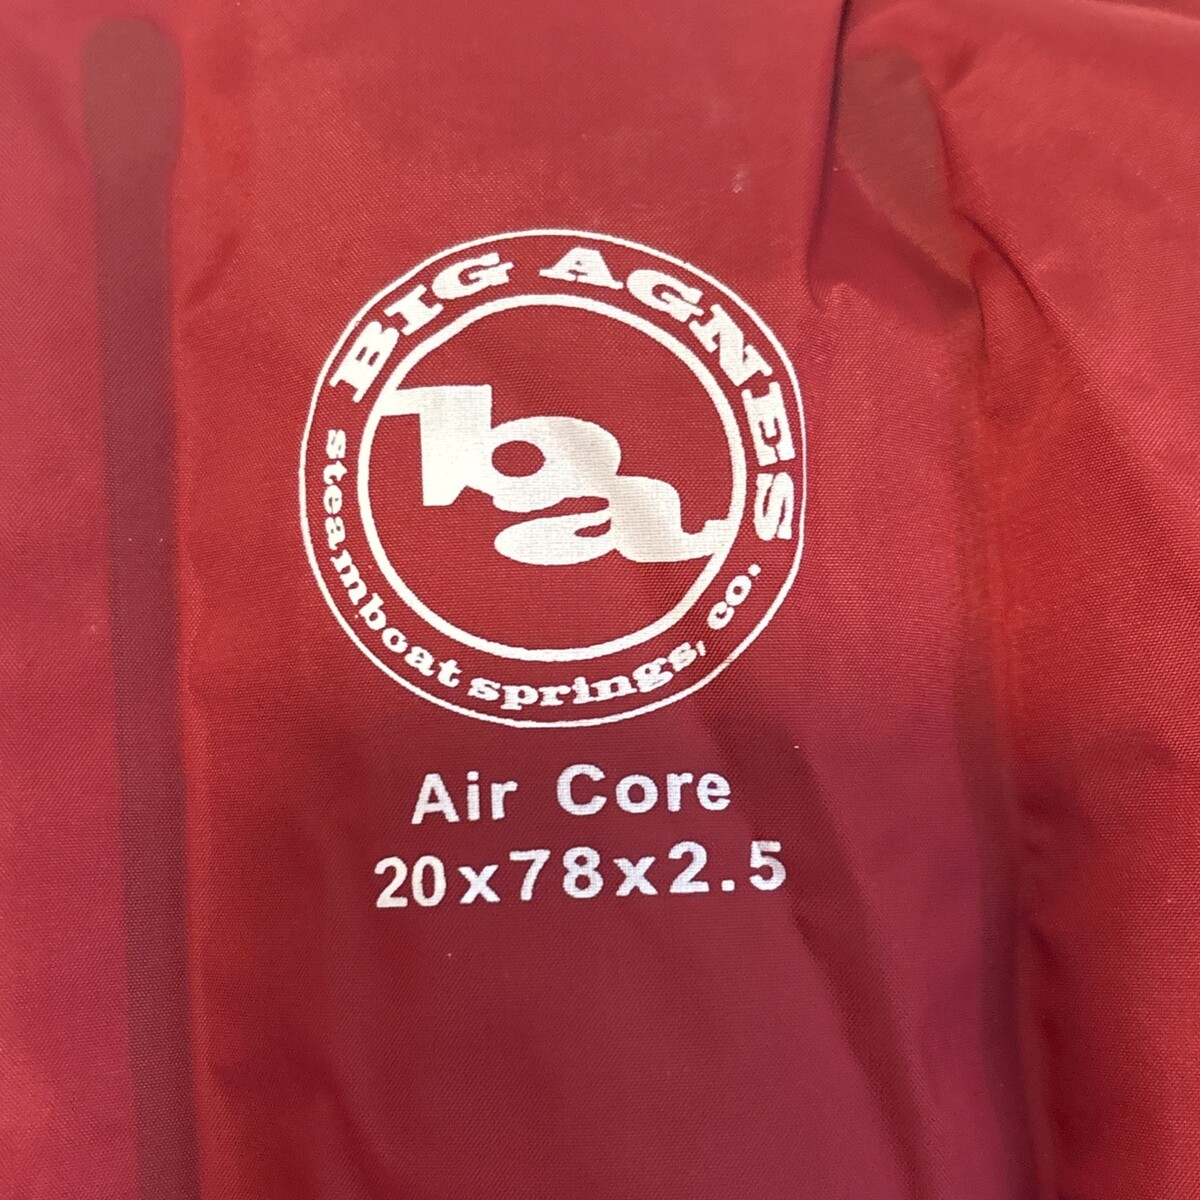 BIG AGNES
ba
steamboat springs, co.
Air Core
20x78x2.5